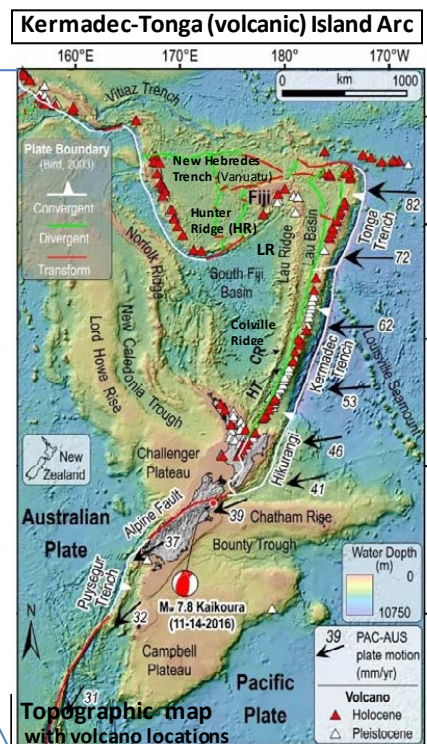 Kermadec-Tonga (volcanic) Island Arc
160°E
170°E
180°
170°W
0
km
1000
Vitiaz Trench
Plate Boundary
(Bird, 2003)
Convergent
Divergent
Transform
New Hebredes
Trench (Vanuatu)
Fiji
Hunter
Ridge (HR)
LR
South Fiji
Basin
Lau Ridge
Lau Basin
Tonga
Trench
82
72
62
53
46
41
39
37
32
31
Norfolk Ridge
New Caledonia Trough
Lord Howe Rise
Colville
Ridge
CR
HT
Kermadec
Trench
Louisville Seamount
Hikurangi
New
Zealand
Challenger
Plateau
Alpine Fault
Chatham Rise
Australian
Plate
Bounty Trough
Puysegur
Trench
Mw 7.8 Kaikoura
(11-14-2016)
Water Depth
(m)
0
10750
N
Campbell
Plateau
Pacific
Plate
39 PAC-AUS
plate motion
(mm/yr)
Volcano
Holocene
Pleistocene
Topographic map
with volcano locations